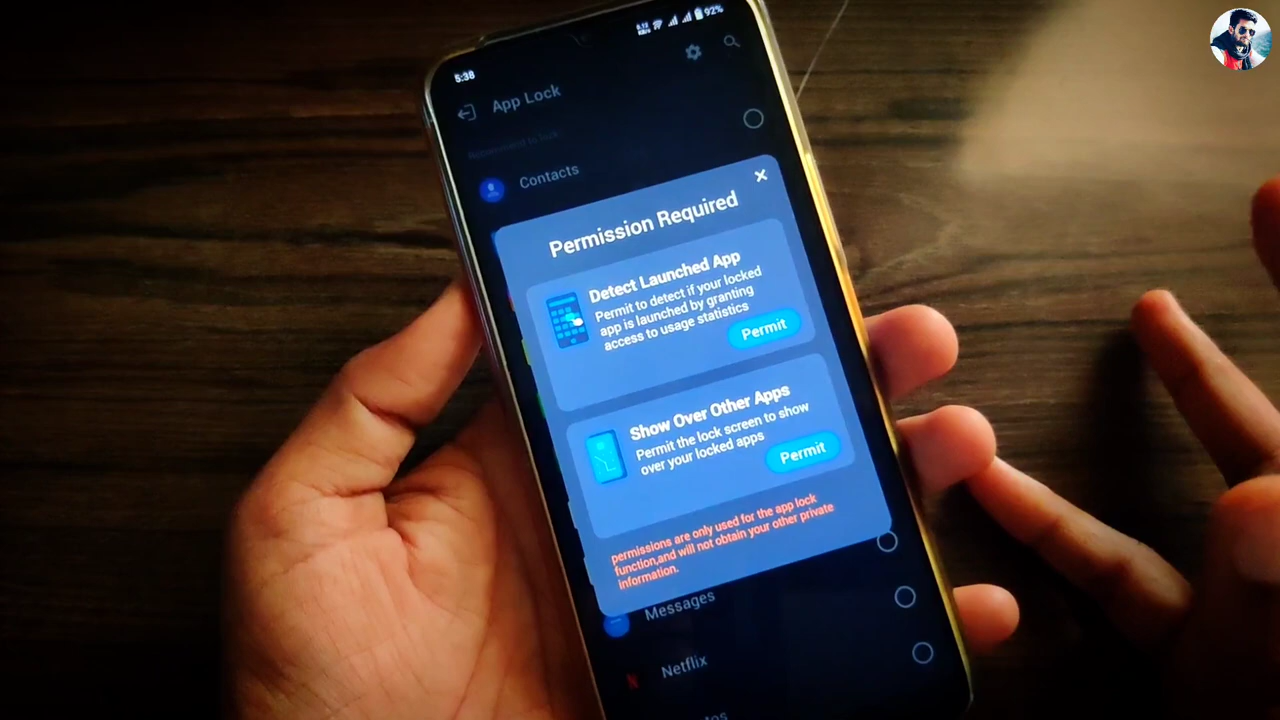 5:38
92%
App Lock
Contacts
Permission Required
Detect Launched App
Permit to detect if your locked
app is launched by granting
access to usage statistics
Permit
Show Over Other Apps
Permit the lock screen to show
over your locked apps
Permit
permissions are only used for the app lock
function,and will not obtain your other private
information.
Messages
Netflix